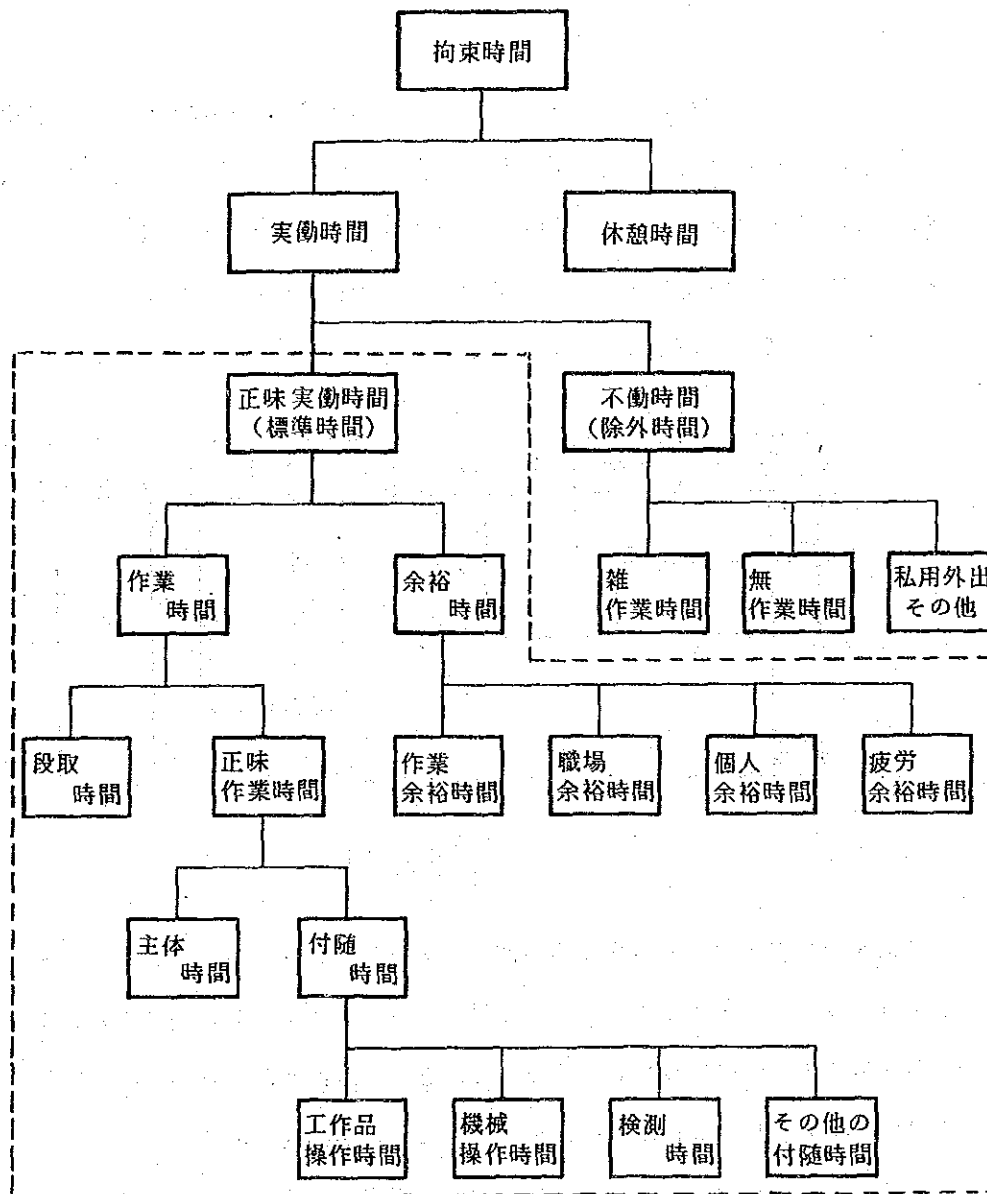 拘束時間
実働時間
休憩時間
正味実働時間
(標準時間)
不働時間
(除外時間)
作業
時間
余裕
時間
雑
作業時間
無
作業時間
私用外出
その他
段取
時間
正味
作業時間
作業
余裕時間
職場
余裕時間
個人
余裕時間
疲労
余裕時間
主体
時間
付随
時間
工作品
操作時間
機械
操作時間
検測
時間
その他の
付随時間